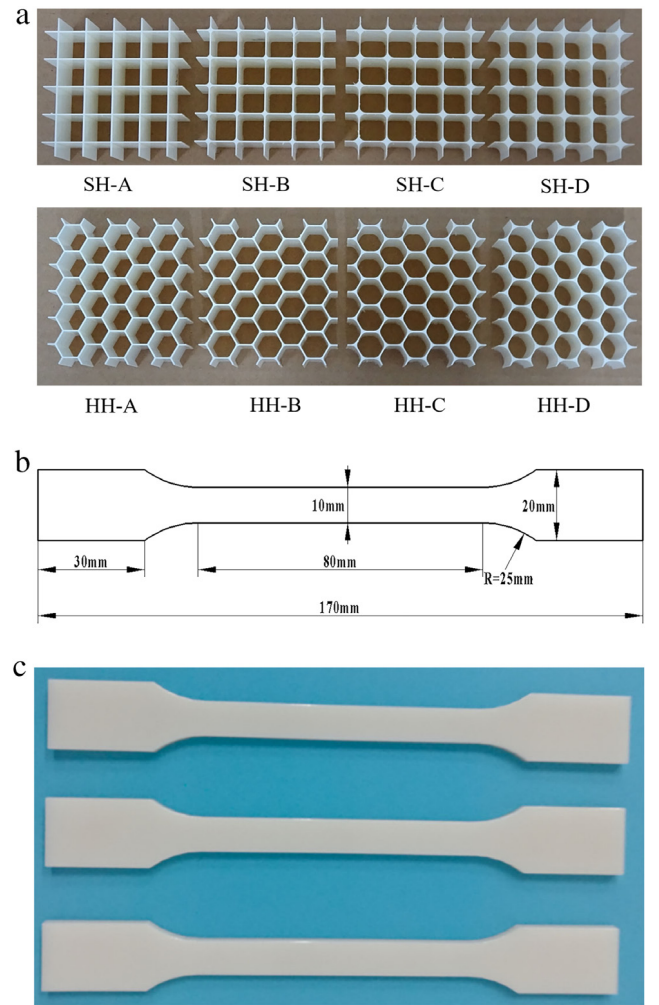 a
SH-A SH-B SH-C SH-D
HH-A HH-B HH-C HH-D
b
10mm 20mm
30mm 80mm R=25mm
170mm
c